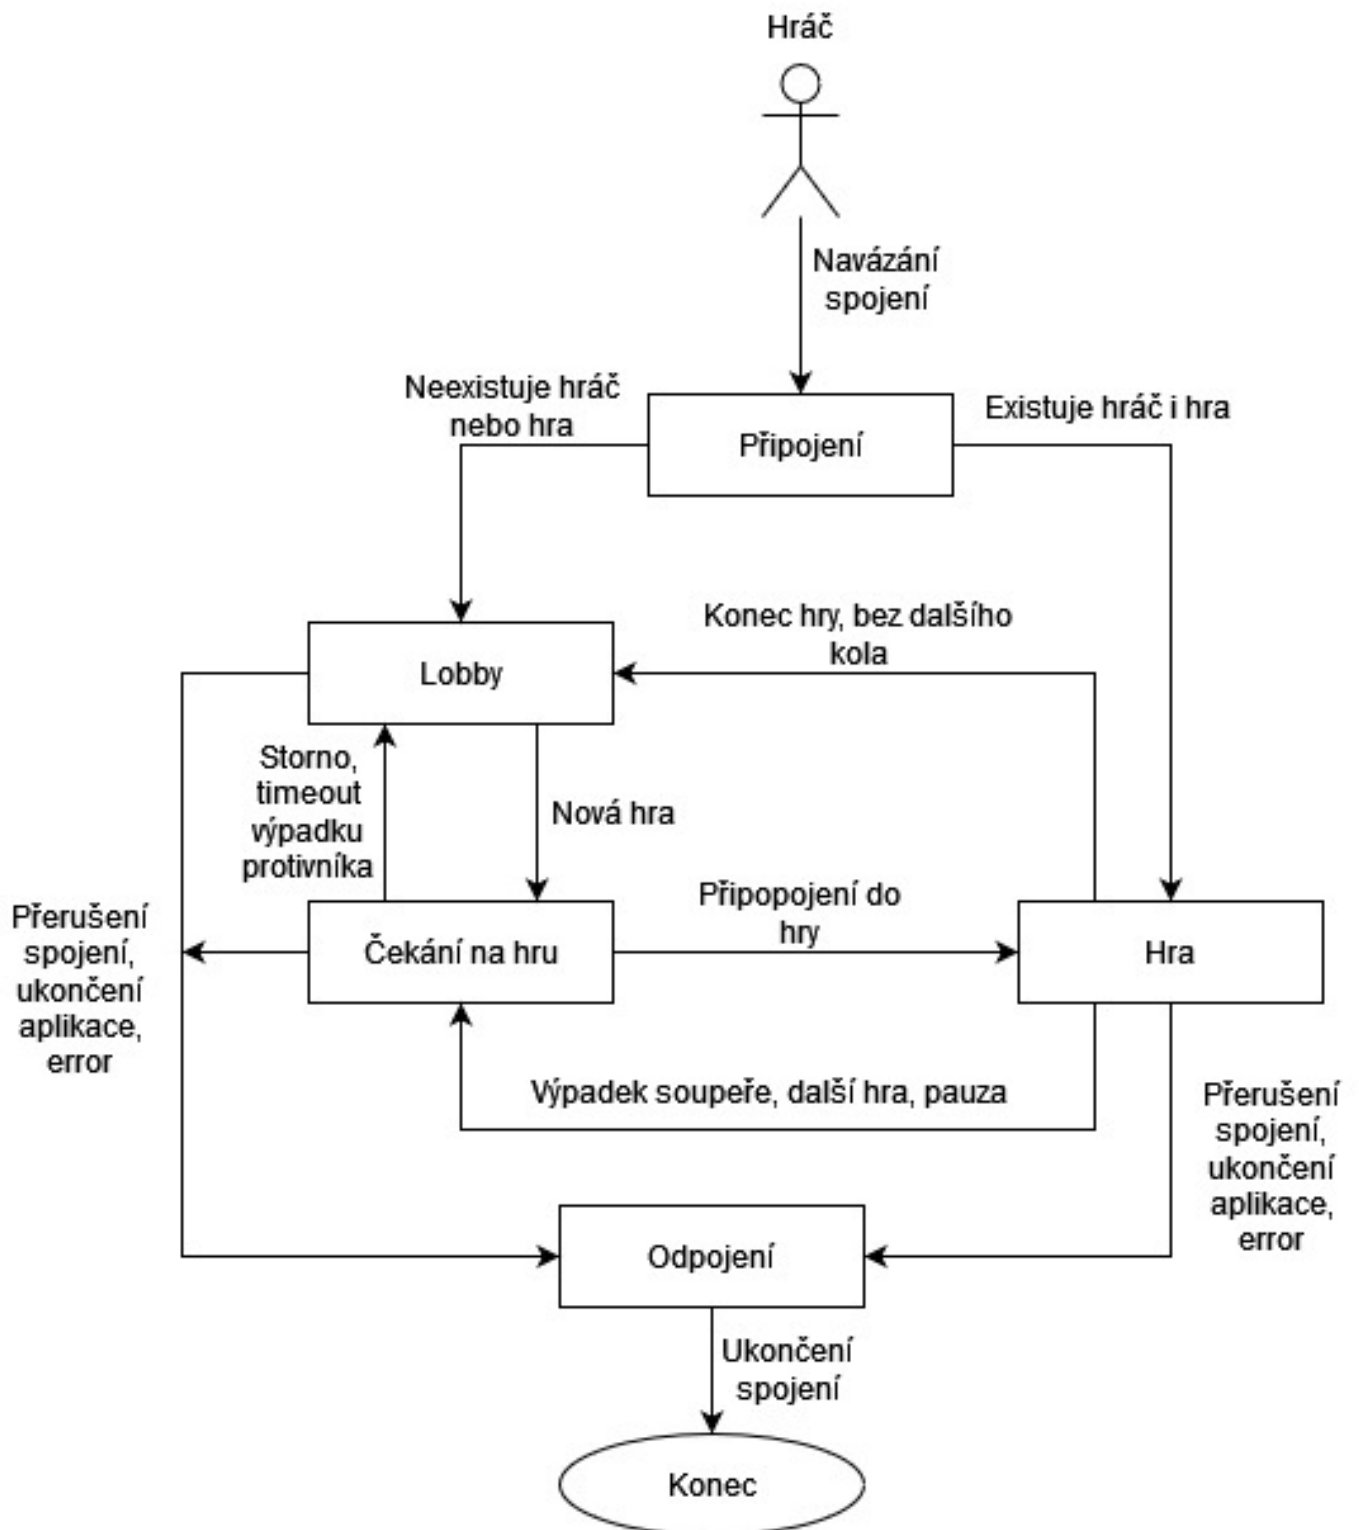 Hráč
Navázání
spojení
Neexistuje hráč
nebo hra
Existuje hráč i hra
Připojení
Konec hry, bez dalšího
kola
Lobby
Storno,
timeout
výpadku
protivníka
Nová hra
Připopojení do
hry
Přerušení
spojení,
ukončení
aplikace,
error
Čekání na hru
Hra
Výpadek soupeře, další hra, pauza
Přerušení
spojení,
ukončení
aplikace,
error
Odpojení
Ukončení
spojení
Konec